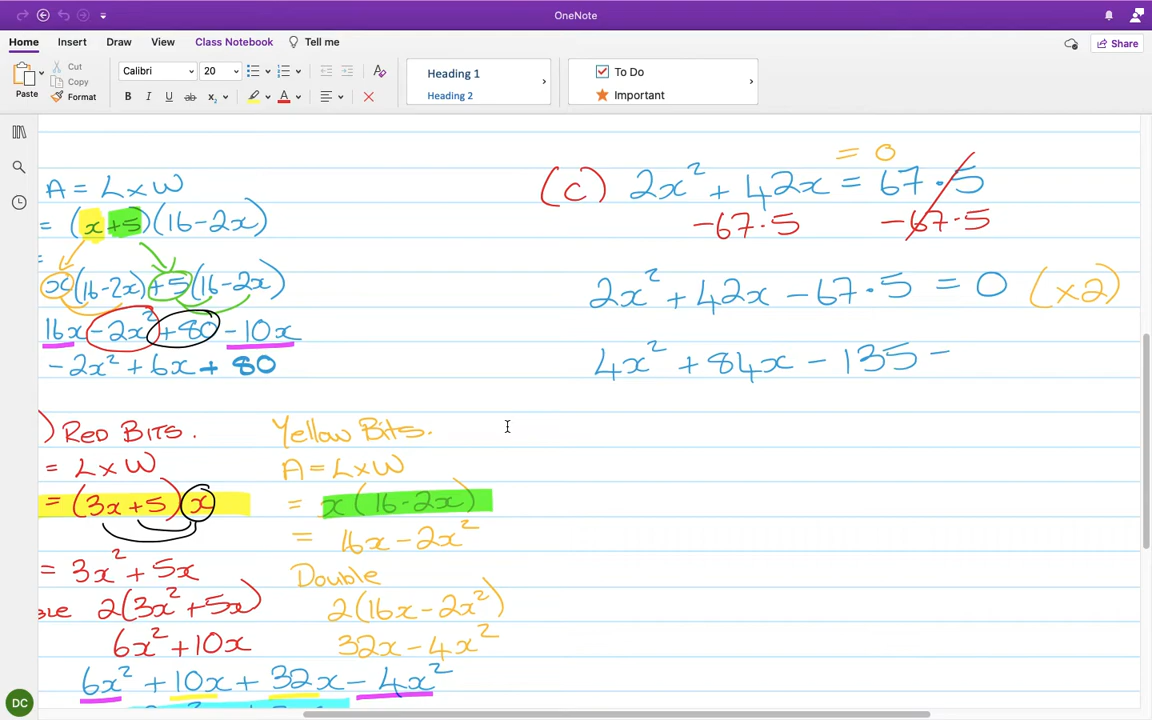 OneNote
Home Insert Draw View Class Notebook Tell me
Share
Paste
Cut
Copy
Format
Calibri 20
B I U ab x₂ A
Heading 1
Heading 2
To Do
Important
A = L x W
= (x+5)(16-2x)
=
x(16-2x)+5(16-2x)
16x-2x²+80-10x
-2x²+6x+80
) RED BITS.
= L x W
= (3x+5)x
= 3x²+5x
2(3x²+5x)
6x²+10x
Yellow Bits.
A = L x W
= x(16-2x)
= 16x-2x²
Double
2(16x-2x²)
32x-4x²
6x²+10x+32x-4x²
= 0
(c) 2x²+42x = 67·5
-67·5 -67·5
2x²+42x-67·5 = 0 (x2)
4x²+84x-135 -
DC